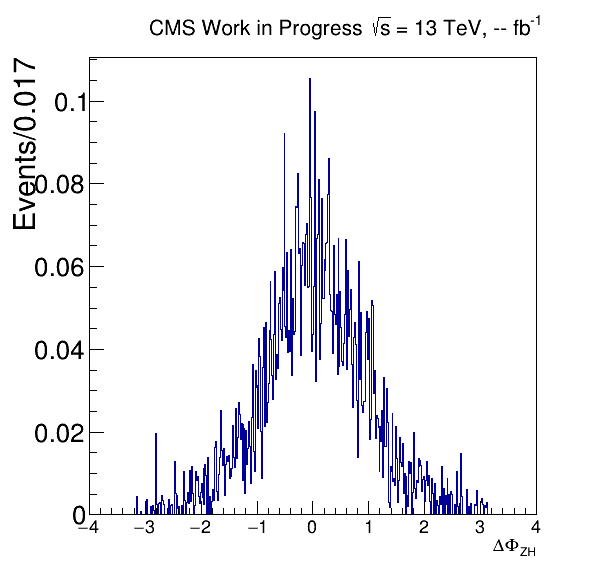 CMS Work in Progress √s = 13 TeV, -- fb⁻¹
Events/0.017
0.1
0.08
0.06
0.04
0.02
0
−4 −3 −2 −1 0 1 2 3 4
ΔΦ_ZH